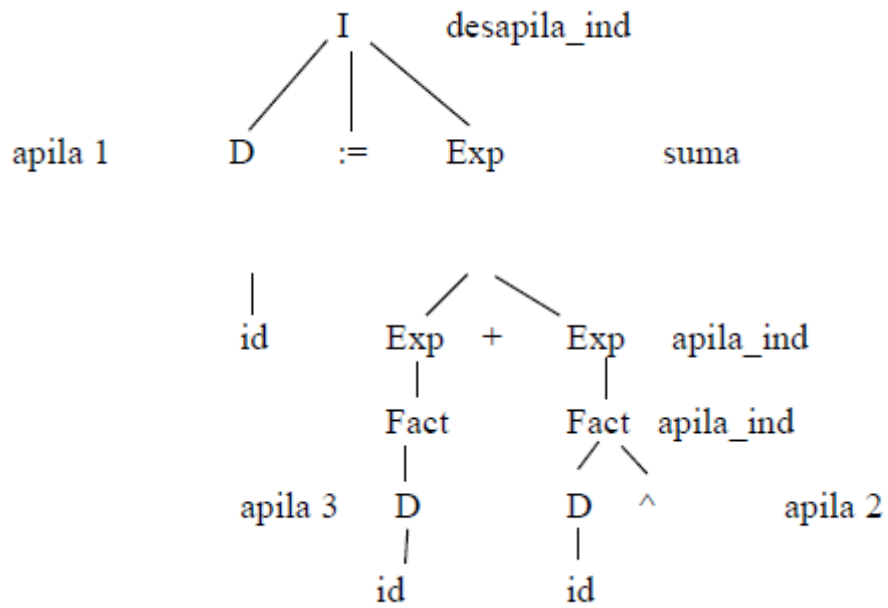 I desapila_ind
apila 1 D := Exp suma
id Exp + Exp apila_ind
Fact Fact apila_ind
apila 3 D D ^ apila 2
id id